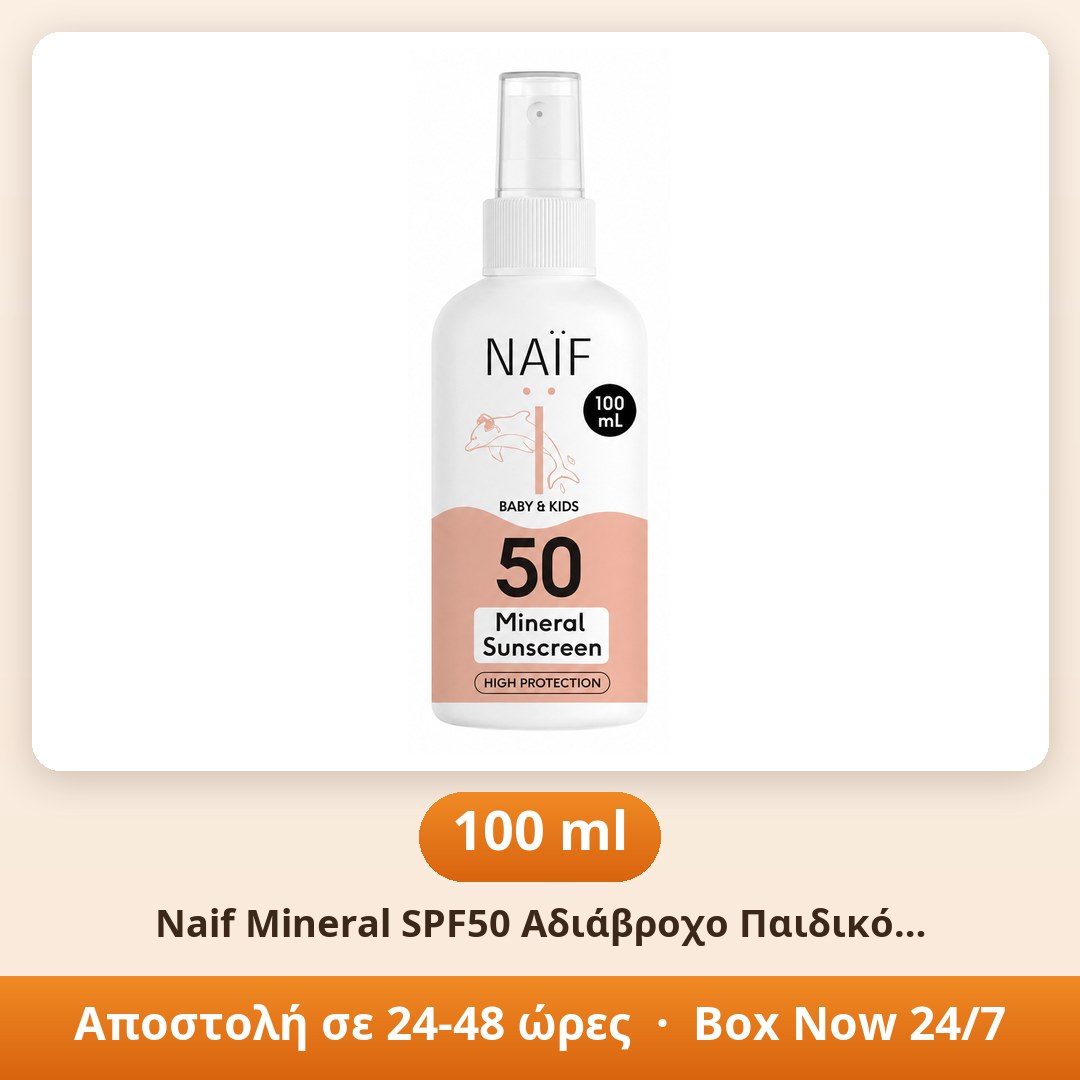 NAÏF
100
mL
BABY & KIDS
50
Mineral
Sunscreen
HIGH PROTECTION
100 ml
Naif Mineral SPF50 Αδιάβροχο Παιδικό...
Αποστολή σε 24-48 ώρες · Box Now 24/7